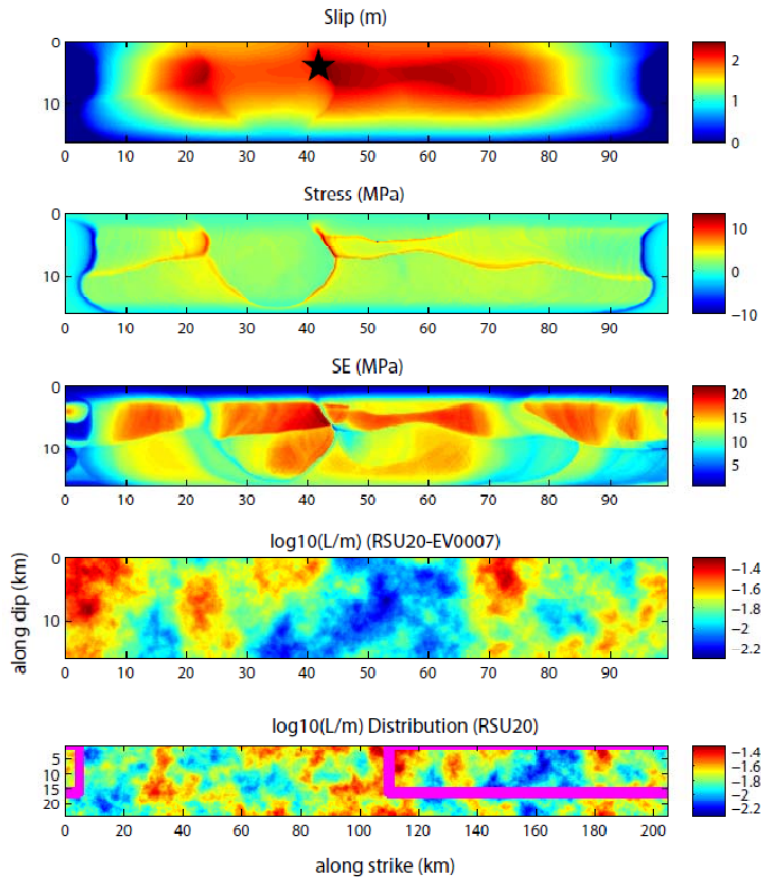 Slip (m)
0
10
0 10 20 30 40 50 60 70 80 90
2
1
0
Stress (MPa)
0
10
0 10 20 30 40 50 60 70 80 90
10
0
−10
SE (MPa)
0
10
0 10 20 30 40 50 60 70 80 90
20
15
10
5
log10(L/m) (RSU20-EV0007)
along dip (km)
0
10
0 10 20 30 40 50 60 70 80 90
−1.4
−1.6
−1.8
−2
−2.2
log10(L/m) Distribution (RSU20)
5
10
15
20
0 20 40 60 80 100 120 140 160 180 200
−1.4
−1.6
−1.8
−2
−2.2
along strike (km)